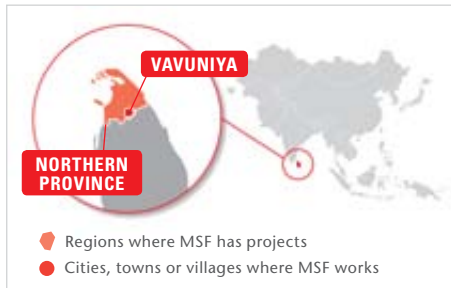 VAVUNIYA
NORTHERN
PROVINCE
Regions where MSF has projects
Cities, towns or villages where MSF works